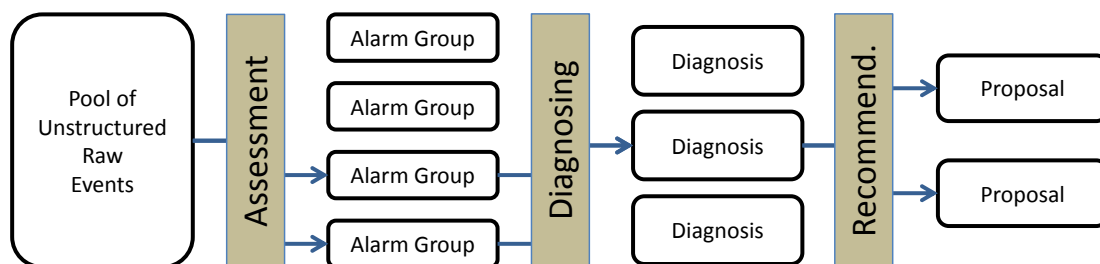 Pool of
Unstructured
Raw
Events
Assessment
Alarm Group
Alarm Group
Alarm Group
Alarm Group
Diagnosing
Diagnosis
Diagnosis
Diagnosis
Recommend.
Proposal
Proposal